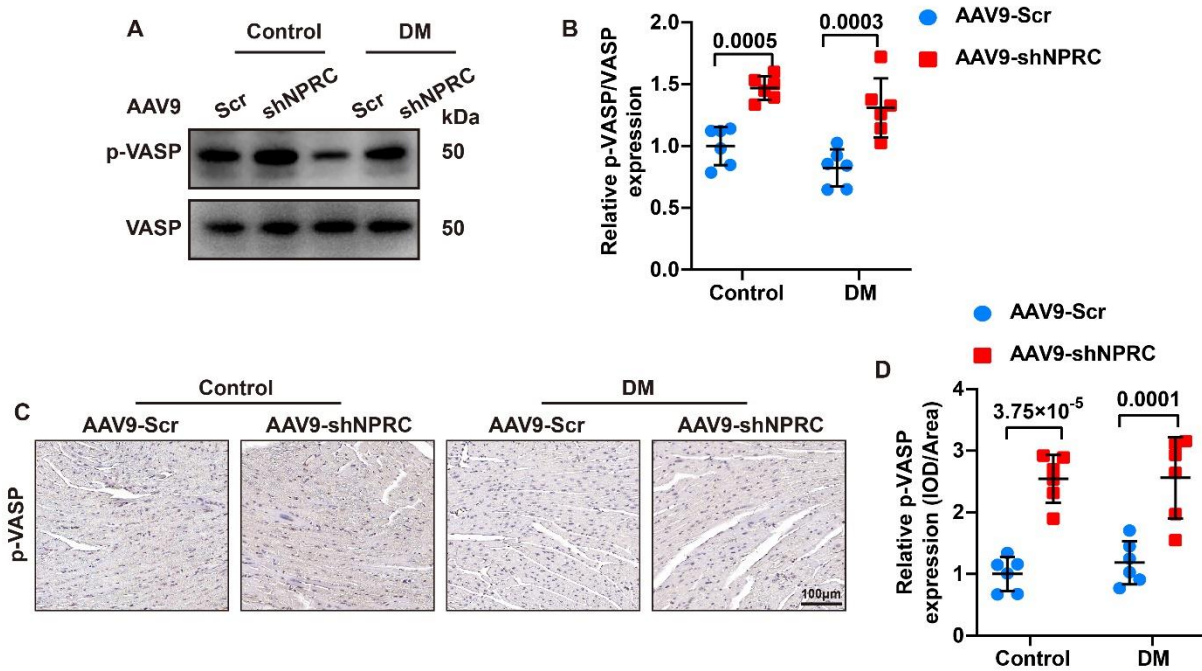 A
Control DM
AAV9 Scr shNPRC Scr shNPRC kDa
p-VASP 50
VASP 50
B
AAV9-Scr
AAV9-shNPRC
Relative p-VASP/VASP
expression
2.0
1.5
1.0
0.5
0.0
0.0005
0.0003
Control DM
C
Control DM
AAV9-Scr AAV9-shNPRC AAV9-Scr AAV9-shNPRC
p-VASP
100μm
AAV9-Scr
AAV9-shNPRC
D
Relative p-VASP
expression (IOD/Area)
4
3
2
1
0
3.75×10⁻⁵
0.0001
Control DM